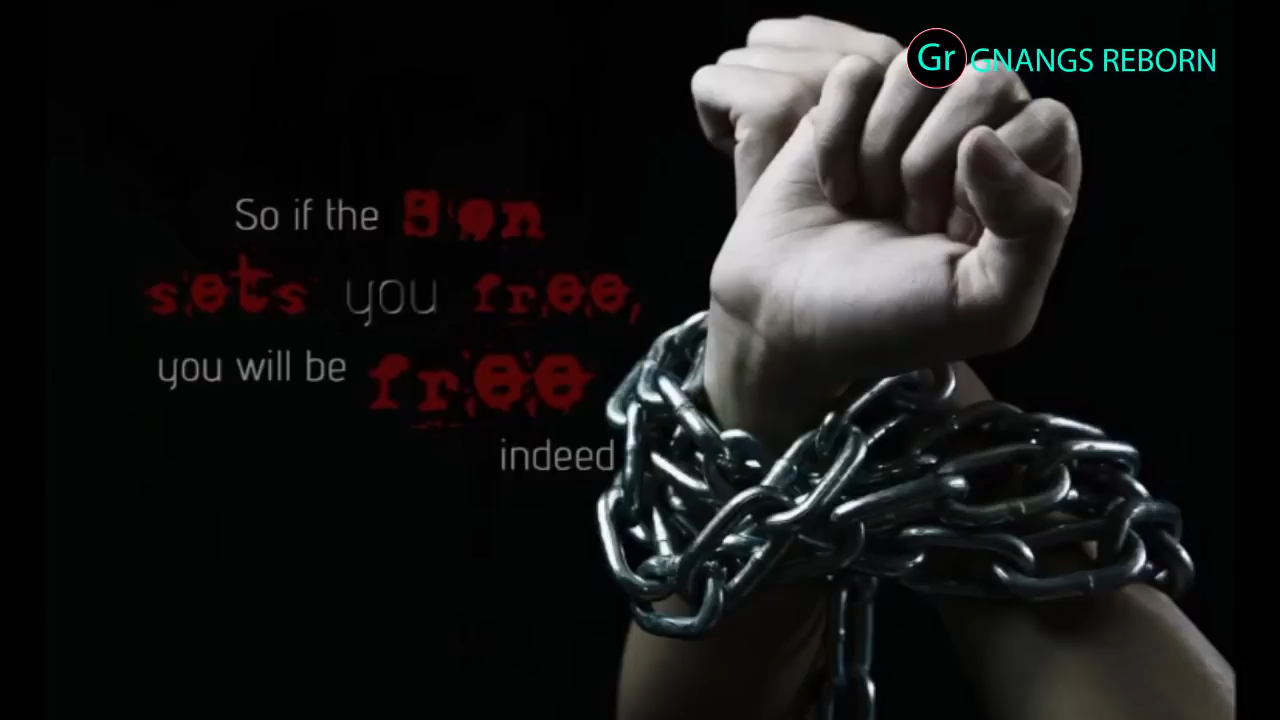 Gr GNANGS REBORN
So if the Son
sets you free,
you will be free
indeed